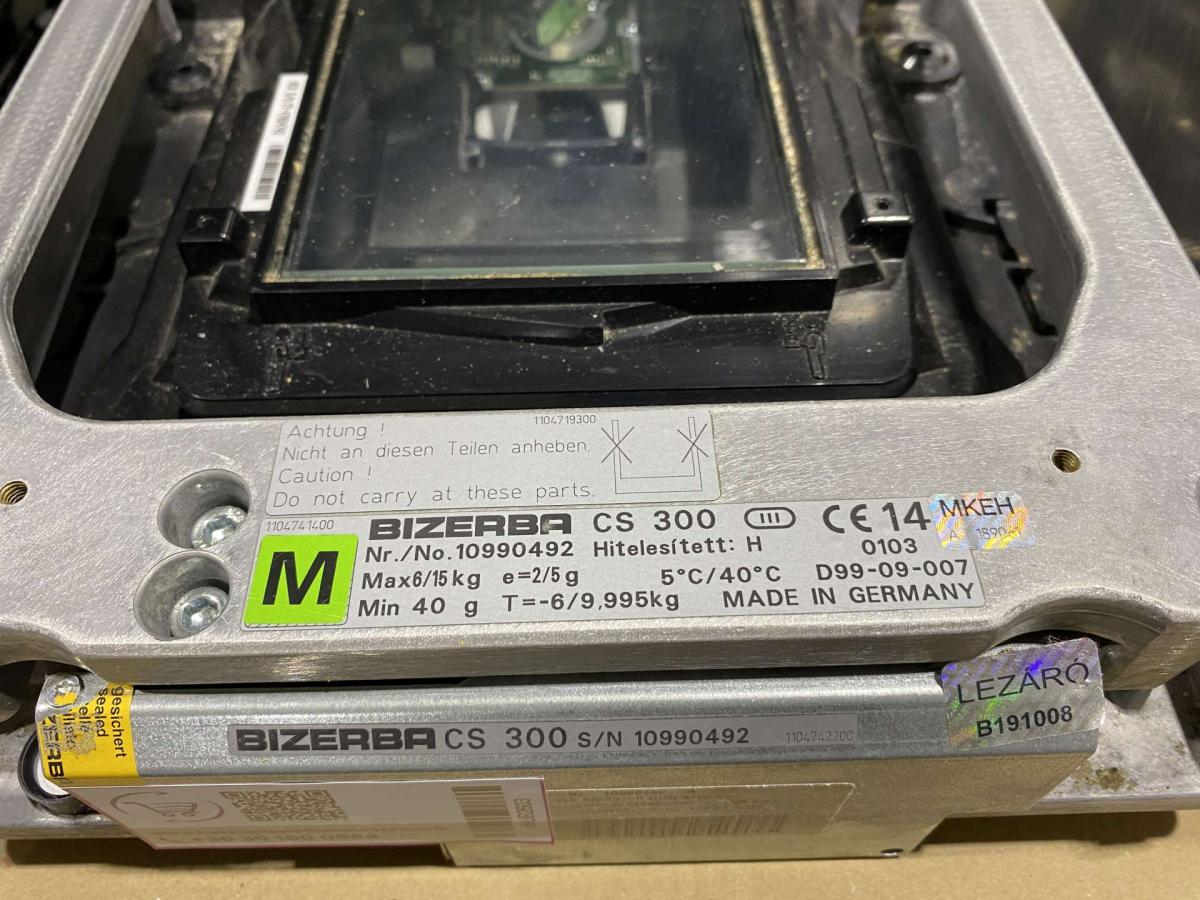 Achtung ! 1104719300
Nicht an diesen Teilen anheben.
Caution !
Do not carry at these parts.
1104741400
BIZERBA CS 300 III CE 14 MKEH
Nr./No. 10990492 Hitelesített: H 0103
Max6/15kg e=2/5g 5°C/40°C D99-09-007
M
Min 40 g T=-6/9,995kg MADE IN GERMANY
gesichert
sealed
LEZÁRÓ
B191008
BIZERBA CS 300 S/N 10990492 1104742200